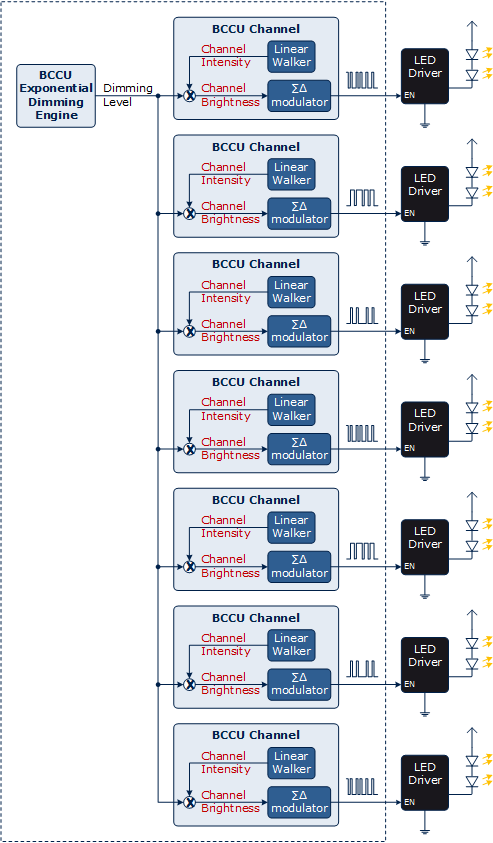 BCCU
Exponential
Dimming
Engine
Dimming
Level
BCCU Channel
Channel
Intensity
Linear
Walker
X
Channel
Brightness
ΣΔ
modulator
LED
Driver
EN
BCCU Channel
Channel
Intensity
Linear
Walker
X
Channel
Brightness
ΣΔ
modulator
LED
Driver
EN
BCCU Channel
Channel
Intensity
Linear
Walker
X
Channel
Brightness
ΣΔ
modulator
LED
Driver
EN
BCCU Channel
Channel
Intensity
Linear
Walker
X
Channel
Brightness
ΣΔ
modulator
LED
Driver
EN
BCCU Channel
Channel
Intensity
Linear
Walker
X
Channel
Brightness
ΣΔ
modulator
LED
Driver
EN
BCCU Channel
Channel
Intensity
Linear
Walker
X
Channel
Brightness
ΣΔ
modulator
LED
Driver
EN
BCCU Channel
Channel
Intensity
Linear
Walker
X
Channel
Brightness
ΣΔ
modulator
LED
Driver
EN